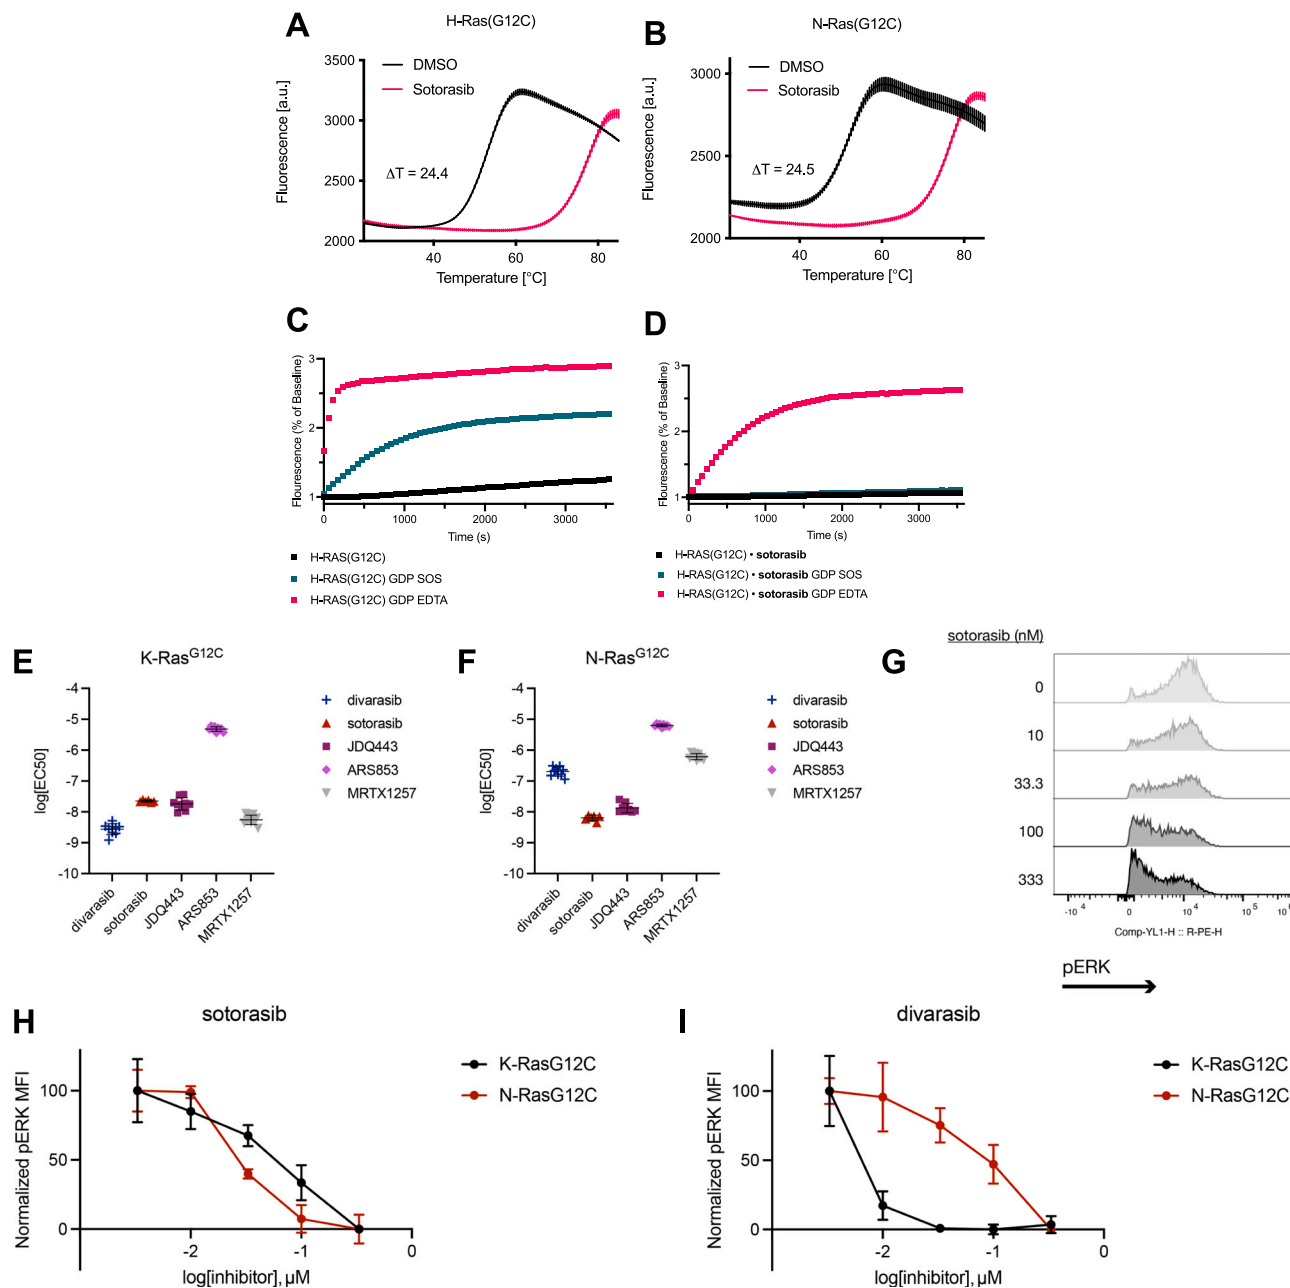 A
H-Ras(G12C)
Fluorescence [a.u.]
3500
3000
2500
2000
DMSO
Sotorasib
ΔT = 24.4
40
60
80
Temperature [°C]
B
N-Ras(G12C)
Fluorescence [a.u.]
3000
2500
2000
DMSO
Sotorasib
ΔT = 24.5
40
60
80
Temperature [°C]
C
Flourescence (% of Baseline)
3
2
1
0
1000
2000
3000
Time (s)
H-RAS(G12C)
H-RAS(G12C) GDP SOS
H-RAS(G12C) GDP EDTA
D
Flourescence (% of Baseline)
3
2
1
0
1000
2000
3000
Time (s)
H-RAS(G12C) • sotorasib
H-RAS(G12C) • sotorasib GDP SOS
H-RAS(G12C) • sotorasib GDP EDTA
E
K-RasG12C
log[EC50]
-4
-5
-6
-7
-8
-9
-10
divarasib
sotorasib
JDQ443
ARS853
MRTX1257
divarasib
sotorasib
JDQ443
ARS853
MRTX1257
F
N-RasG12C
log[EC50]
-4
-5
-6
-7
-8
-9
-10
divarasib
sotorasib
JDQ443
ARS853
MRTX1257
divarasib
sotorasib
JDQ443
ARS853
MRTX1257
G
sotorasib (nM)
0
10
33.3
100
333
-10 4
0
10 4
10 5
10 6
Comp-YL1-H :: R-PE-H
pERK
H
sotorasib
Normalized pERK MFI
100
50
0
-2
-1
0
log[inhibitor], μM
K-RasG12C
N-RasG12C
I
divarasib
Normalized pERK MFI
100
50
0
-2
-1
0
log[inhibitor], μM
K-RasG12C
N-RasG12C